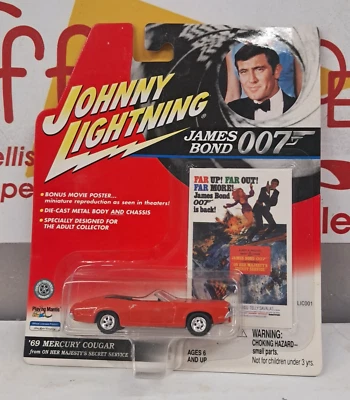 JOHNNY
LIGHTNING
JAMES
BOND 007
• BONUS MOVIE POSTER...
miniature reproduction as seen in theaters!
• DIE-CAST METAL BODY AND CHASSIS
• SPECIALLY DESIGNED FOR
THE ADULT COLLECTOR
FAR UP! FAR OUT!
FAR MORE!
James Bond
007
is back!
LIC001
Playing Mantis
'69 MERCURY COUGAR
from ON HER MAJESTY'S SECRET SERVICE
AGES 6
AND UP
WARNING:
CHOKING HAZARD-
small parts.
Not for children under 3 yrs.